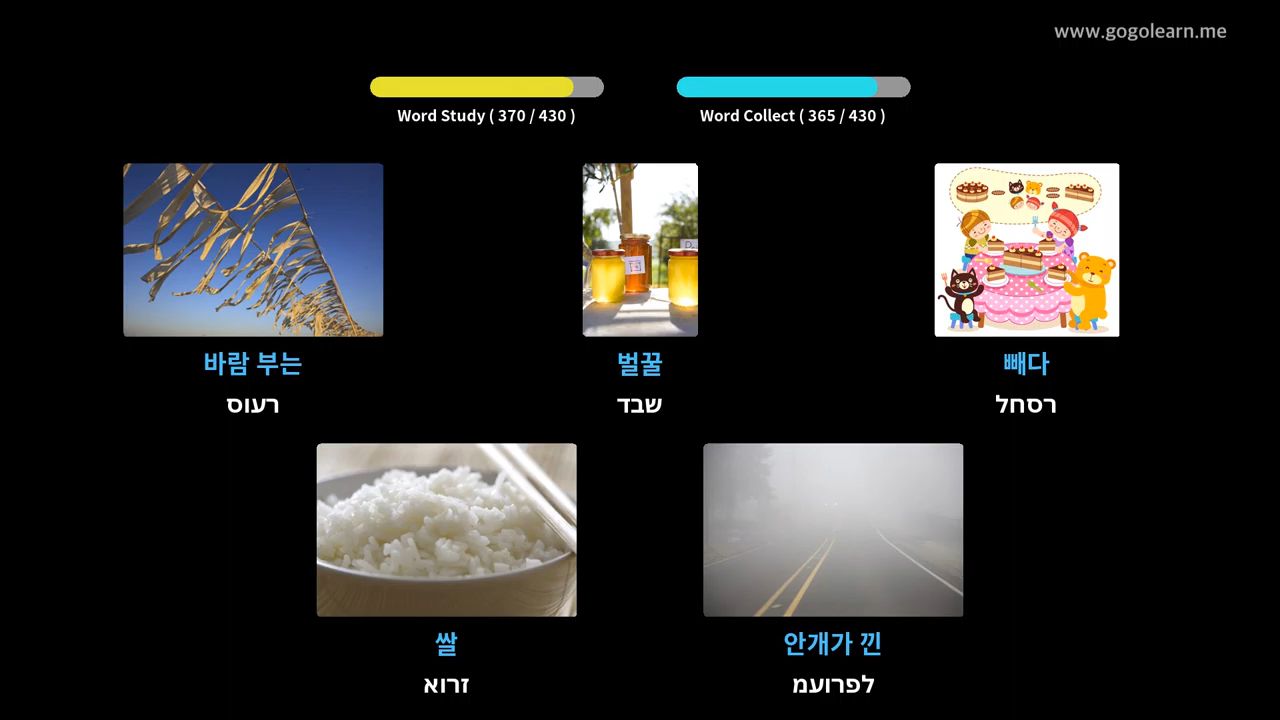 www.gogolearn.me
Word Study ( 370 / 430 )
Word Collect ( 365 / 430 )
바람 부는
רעוס
벌꿀
שבד
빼다
רסחל
쌀
זרוא
안개가 낀
לפרועמ